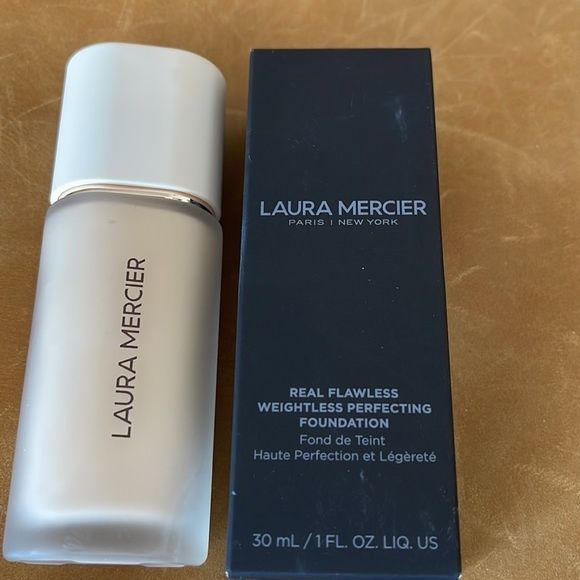 LAURA MERCIER
LAURA MERCIER
PARIS | NEW YORK
REAL FLAWLESS
WEIGHTLESS PERFECTING
FOUNDATION
Fond de Teint
Haute Perfection et Légèreté
30 mL / 1 FL. OZ. LIQ. US